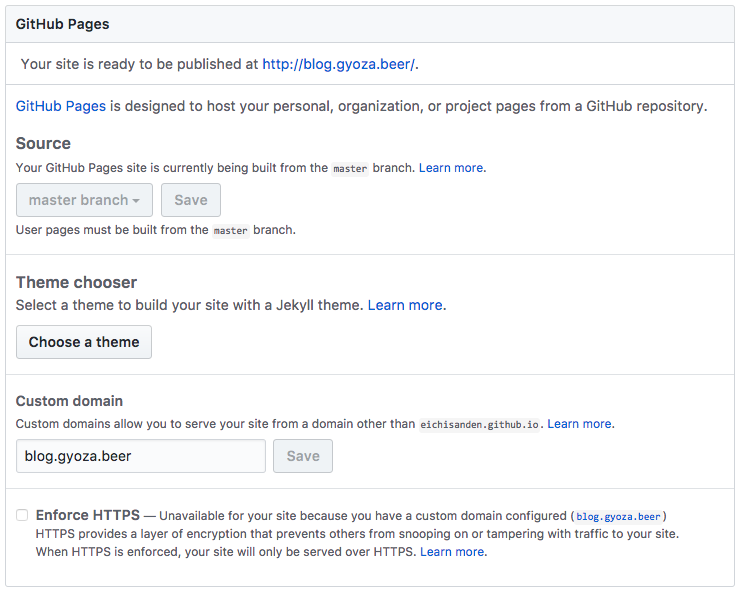 GitHub Pages
Your site is ready to be published at http://blog.gyoza.beer/.
GitHub Pages is designed to host your personal, organization, or project pages from a GitHub repository.
Source
Your GitHub Pages site is currently being built from the master branch. Learn more.
master branch Save
User pages must be built from the master branch.
Theme chooser
Select a theme to build your site with a Jekyll theme. Learn more.
Choose a theme
Custom domain
Custom domains allow you to serve your site from a domain other than eichisanden.github.io. Learn more.
blog.gyoza.beer Save
Enforce HTTPS — Unavailable for your site because you have a custom domain configured (blog.gyoza.beer)
HTTPS provides a layer of encryption that prevents others from snooping on or tampering with traffic to your site.
When HTTPS is enforced, your site will only be served over HTTPS. Learn more.